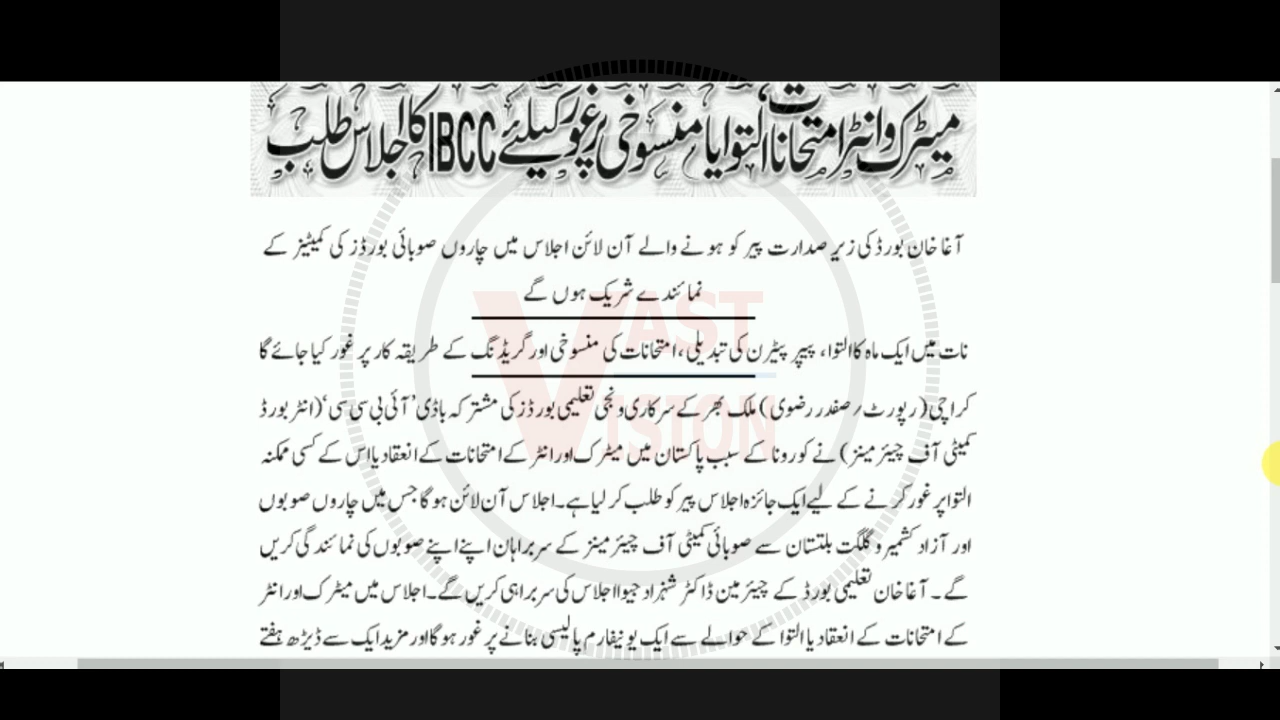 میٹرک وانٹر امتحانات، التوا یا منسوخی پر غور کیلئے IBCC کا اجلاس طلب
آغا خان بورڈ کی زیر صدارت پیر کو ہونے والے آن لائن اجلاس میں چاروں صوبائی بورڈز کی کمیٹیز کے
نمائندے شریک ہوں گے
نات میں ایک ماہ کا التوا، پیپر پیٹرن کی تبدیلی، امتحانات کی منسوخی اور گریڈنگ کے طریقہ کار پر غور کیا جائے گا
کراچی (رپورٹ / صفدر رضوی) ملک بھر کے سرکاری ونجی تعلیمی بورڈز کی مشترکہ باڈی ’آئی بی سی سی‘ (انٹر بورڈ
کمیٹی آف چیئرمینز) نے کورونا کے سبب پاکستان میں میٹرک اور انٹر کے امتحانات کے انعقاد یا اس کے کسی ممکنہ
التوا پر غور کرنے کے لیے ایک جائزہ اجلاس پیر کو طلب کر لیا ہے۔ اجلاس آن لائن ہو گا جس میں چاروں صوبوں
اور آزاد کشمیر و گلگت بلتستان سے صوبائی کمیٹی آف چیئرمینز کے سربراہان اپنے اپنے صوبوں کی نمائندگی کریں
گے۔ آغا خان تعلیمی بورڈ کے چیئرمین ڈاکٹر شہزاد جیوا اجلاس کی سربراہی کریں گے۔ اجلاس میں میٹرک اور انٹر
کے امتحانات کے انعقاد یا التوا کے حوالے سے ایک یونیفارم پالیسی بنانے پر غور ہو گا اور مزید ایک سے ڈیڑھ ہفتے
VAST
VISION